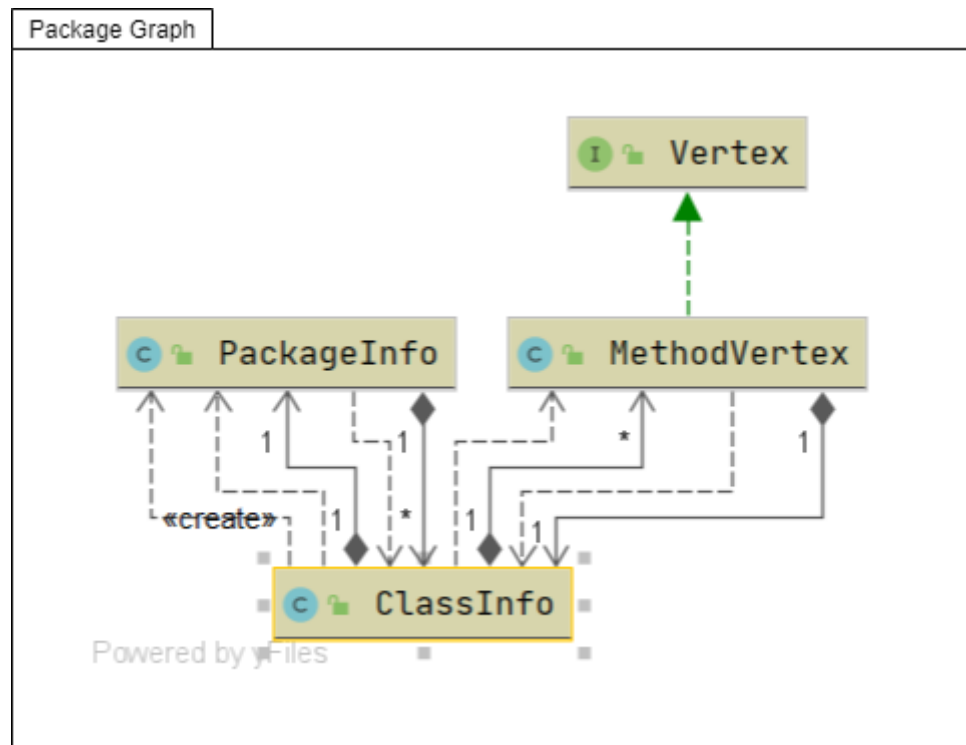 Package Graph
I Vertex
C PackageInfo
C MethodVertex
1 1 * 1
«create» 1 * 1 1
C ClassInfo
Powered by yFiles